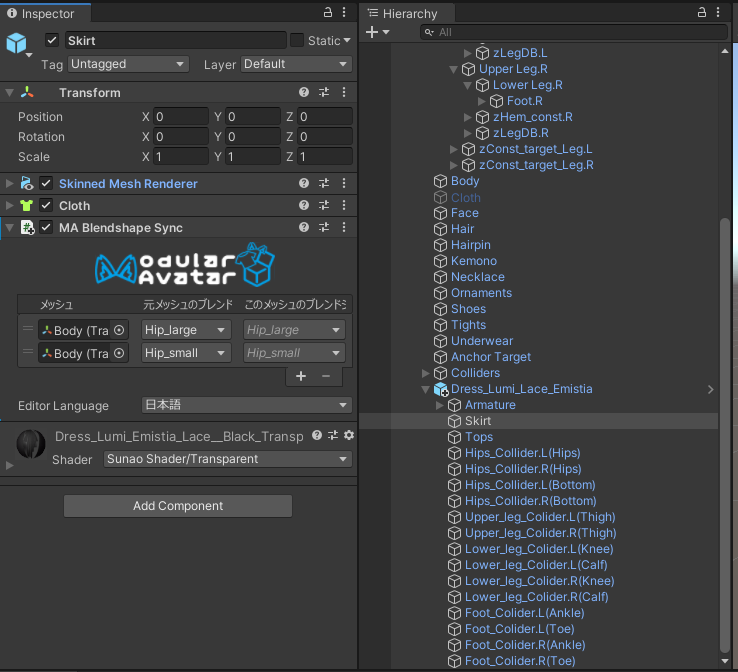 Inspector
Skirt
Static
Tag Untagged Layer Default
Transform
Position X 0 Y 0 Z 0
Rotation X 0 Y 0 Z 0
Scale X 1 Y 1 Z 1
Skinned Mesh Renderer
Cloth
MA Blendshape Sync
Modular
Avatar
メッシュ 元メッシュのブレンド このメッシュのブレンドシ
Body (Tra Hip_large Hip_large
Body (Tra Hip_small Hip_small
+ −
Editor Language 日本語
Dress_Lumi_Emistia_Lace__Black_Transp
Shader Sunao Shader/Transparent
Add Component
Hierarchy
All
zLegDB.L
Upper Leg.R
Lower Leg.R
Foot.R
zHem_const.R
zLegDB.R
zConst_target_Leg.L
zConst_target_Leg.R
Body
Cloth
Face
Hair
Hairpin
Kemono
Necklace
Ornaments
Shoes
Tights
Underwear
Anchor Target
Colliders
Dress_Lumi_Lace_Emistia
Armature
Skirt
Tops
Hips_Collider.L(Hips)
Hips_Collider.R(Hips)
Hips_Collider.L(Bottom)
Hips_Collider.R(Bottom)
Upper_leg_Colider.L(Thigh)
Upper_leg_Colider.R(Thigh)
Lower_leg_Colider.L(Knee)
Lower_leg_Colider.L(Calf)
Lower_leg_Colider.R(Knee)
Lower_leg_Colider.R(Calf)
Foot_Colider.L(Ankle)
Foot_Colider.L(Toe)
Foot_Colider.R(Ankle)
Foot_Colider.R(Toe)